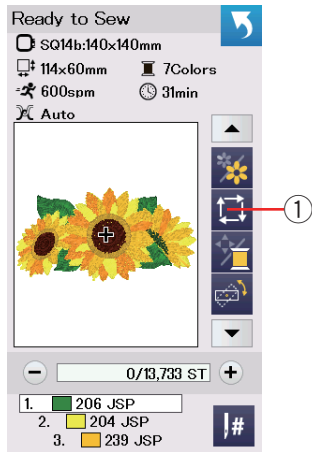 Ready to Sew
SQ14b:140×140mm
114×60mm 7Colors
600spm 31min
Auto
1
0/13,733 ST
1. 206 JSP
2. 204 JSP
3. 239 JSP
#